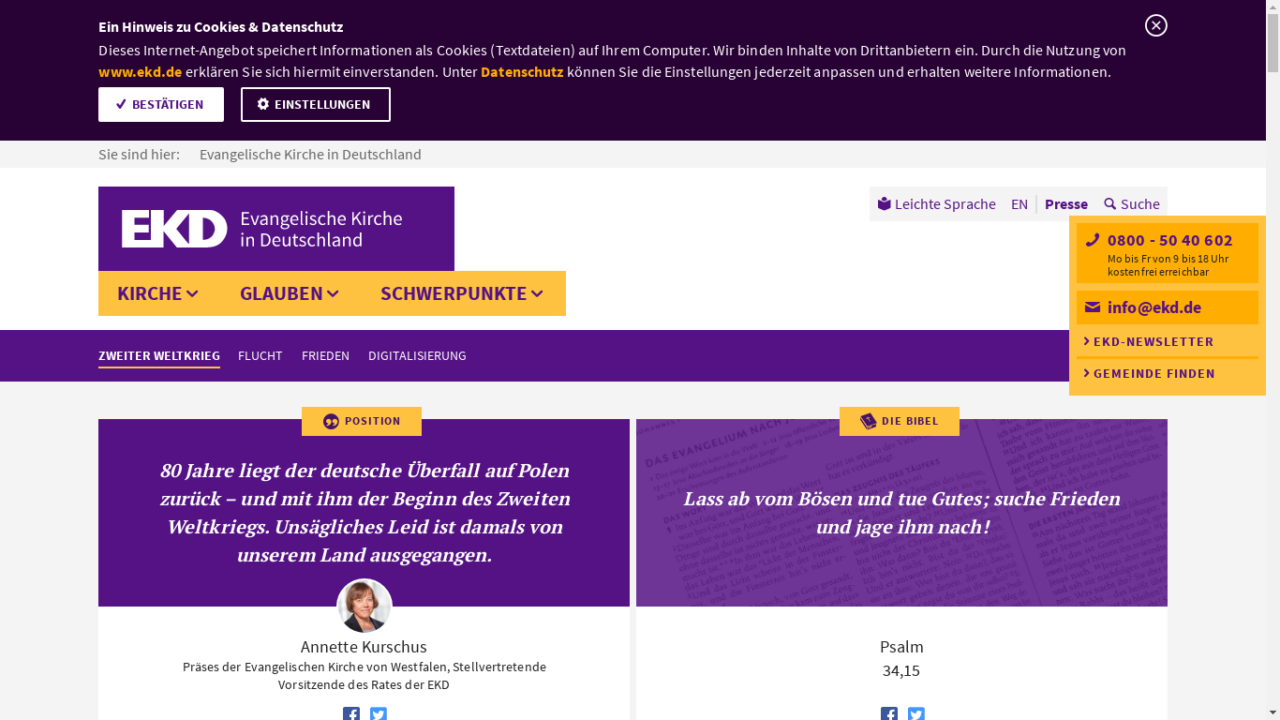 Ein Hinweis zu Cookies & Datenschutz
Dieses Internet-Angebot speichert Informationen als Cookies (Textdateien) auf Ihrem Computer. Wir binden Inhalte von Drittanbietern ein. Durch die Nutzung von
www.ekd.de erklären Sie sich hiermit einverstanden. Unter Datenschutz können Sie die Einstellungen jederzeit anpassen und erhalten weitere Informationen.
BESTÄTIGEN EINSTELLUNGEN
Sie sind hier: Evangelische Kirche in Deutschland
EKD Evangelische Kirche
in Deutschland
Leichte Sprache EN Presse Suche
0800 - 50 40 602
Mo bis Fr von 9 bis 18 Uhr
kostenfrei erreichbar
info@ekd.de
EKD-NEWSLETTER
GEMEINDE FINDEN
KIRCHE GLAUBEN SCHWERPUNKTE
ZWEITER WELTKRIEG FLUCHT FRIEDEN DIGITALISIERUNG
POSITION
80 Jahre liegt der deutsche Überfall auf Polen
zurück – und mit ihm der Beginn des Zweiten
Weltkriegs. Unsägliches Leid ist damals von
unserem Land ausgegangen.
Annette Kurschus
Präses der Evangelischen Kirche von Westfalen, Stellvertretende
Vorsitzende des Rates der EKD
DIE BIBEL
Lass ab vom Bösen und tue Gutes; suche Frieden
und jage ihm nach!
Psalm
34,15